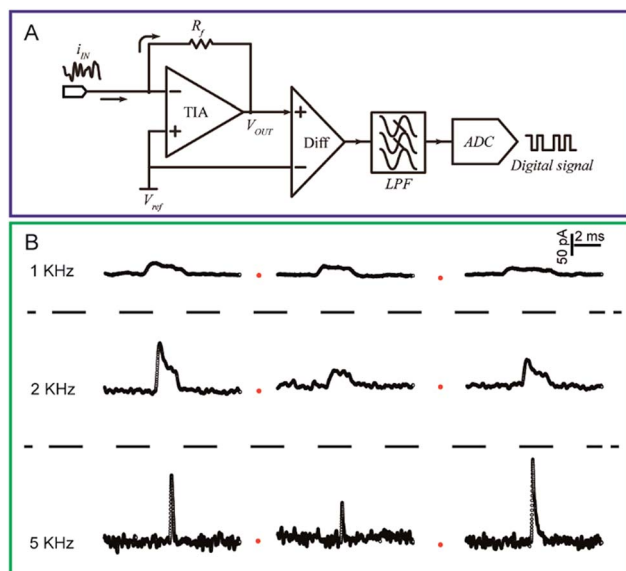 A
R_f
i_IN
−
TIA
+
V_OUT
+
Diff
−
V_ref
LPF
ADC
Digital signal
B
50 pA
2 ms
1 KHz
2 KHz
5 KHz